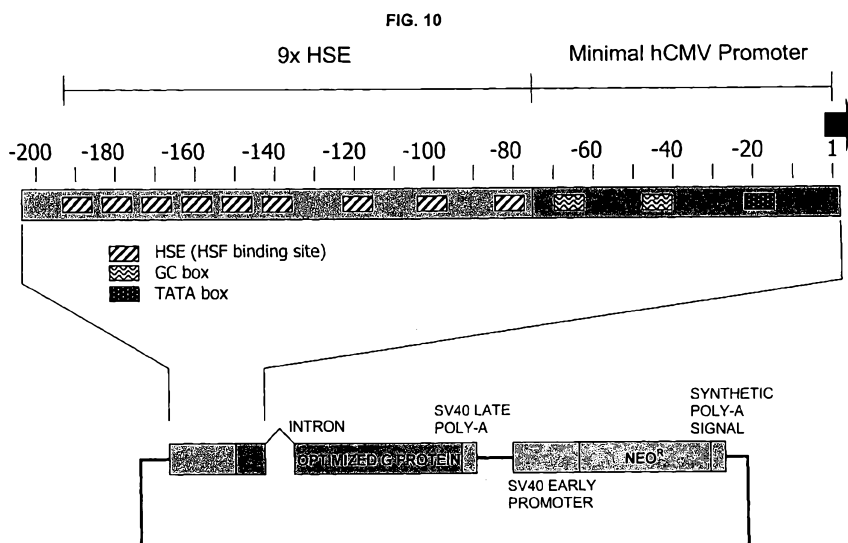 FIG. 10
9x HSE
Minimal hCMV Promoter
-200 -180 -160 -140 -120 -100 -80 -60 -40 -20 1
HSE (HSF binding site)
GC box
TATA box
INTRON
SV40 LATE
POLY-A
SYNTHETIC
POLY-A
SIGNAL
OPTIMIZED G PROTEIN
NEOᴿ
SV40 EARLY
PROMOTER